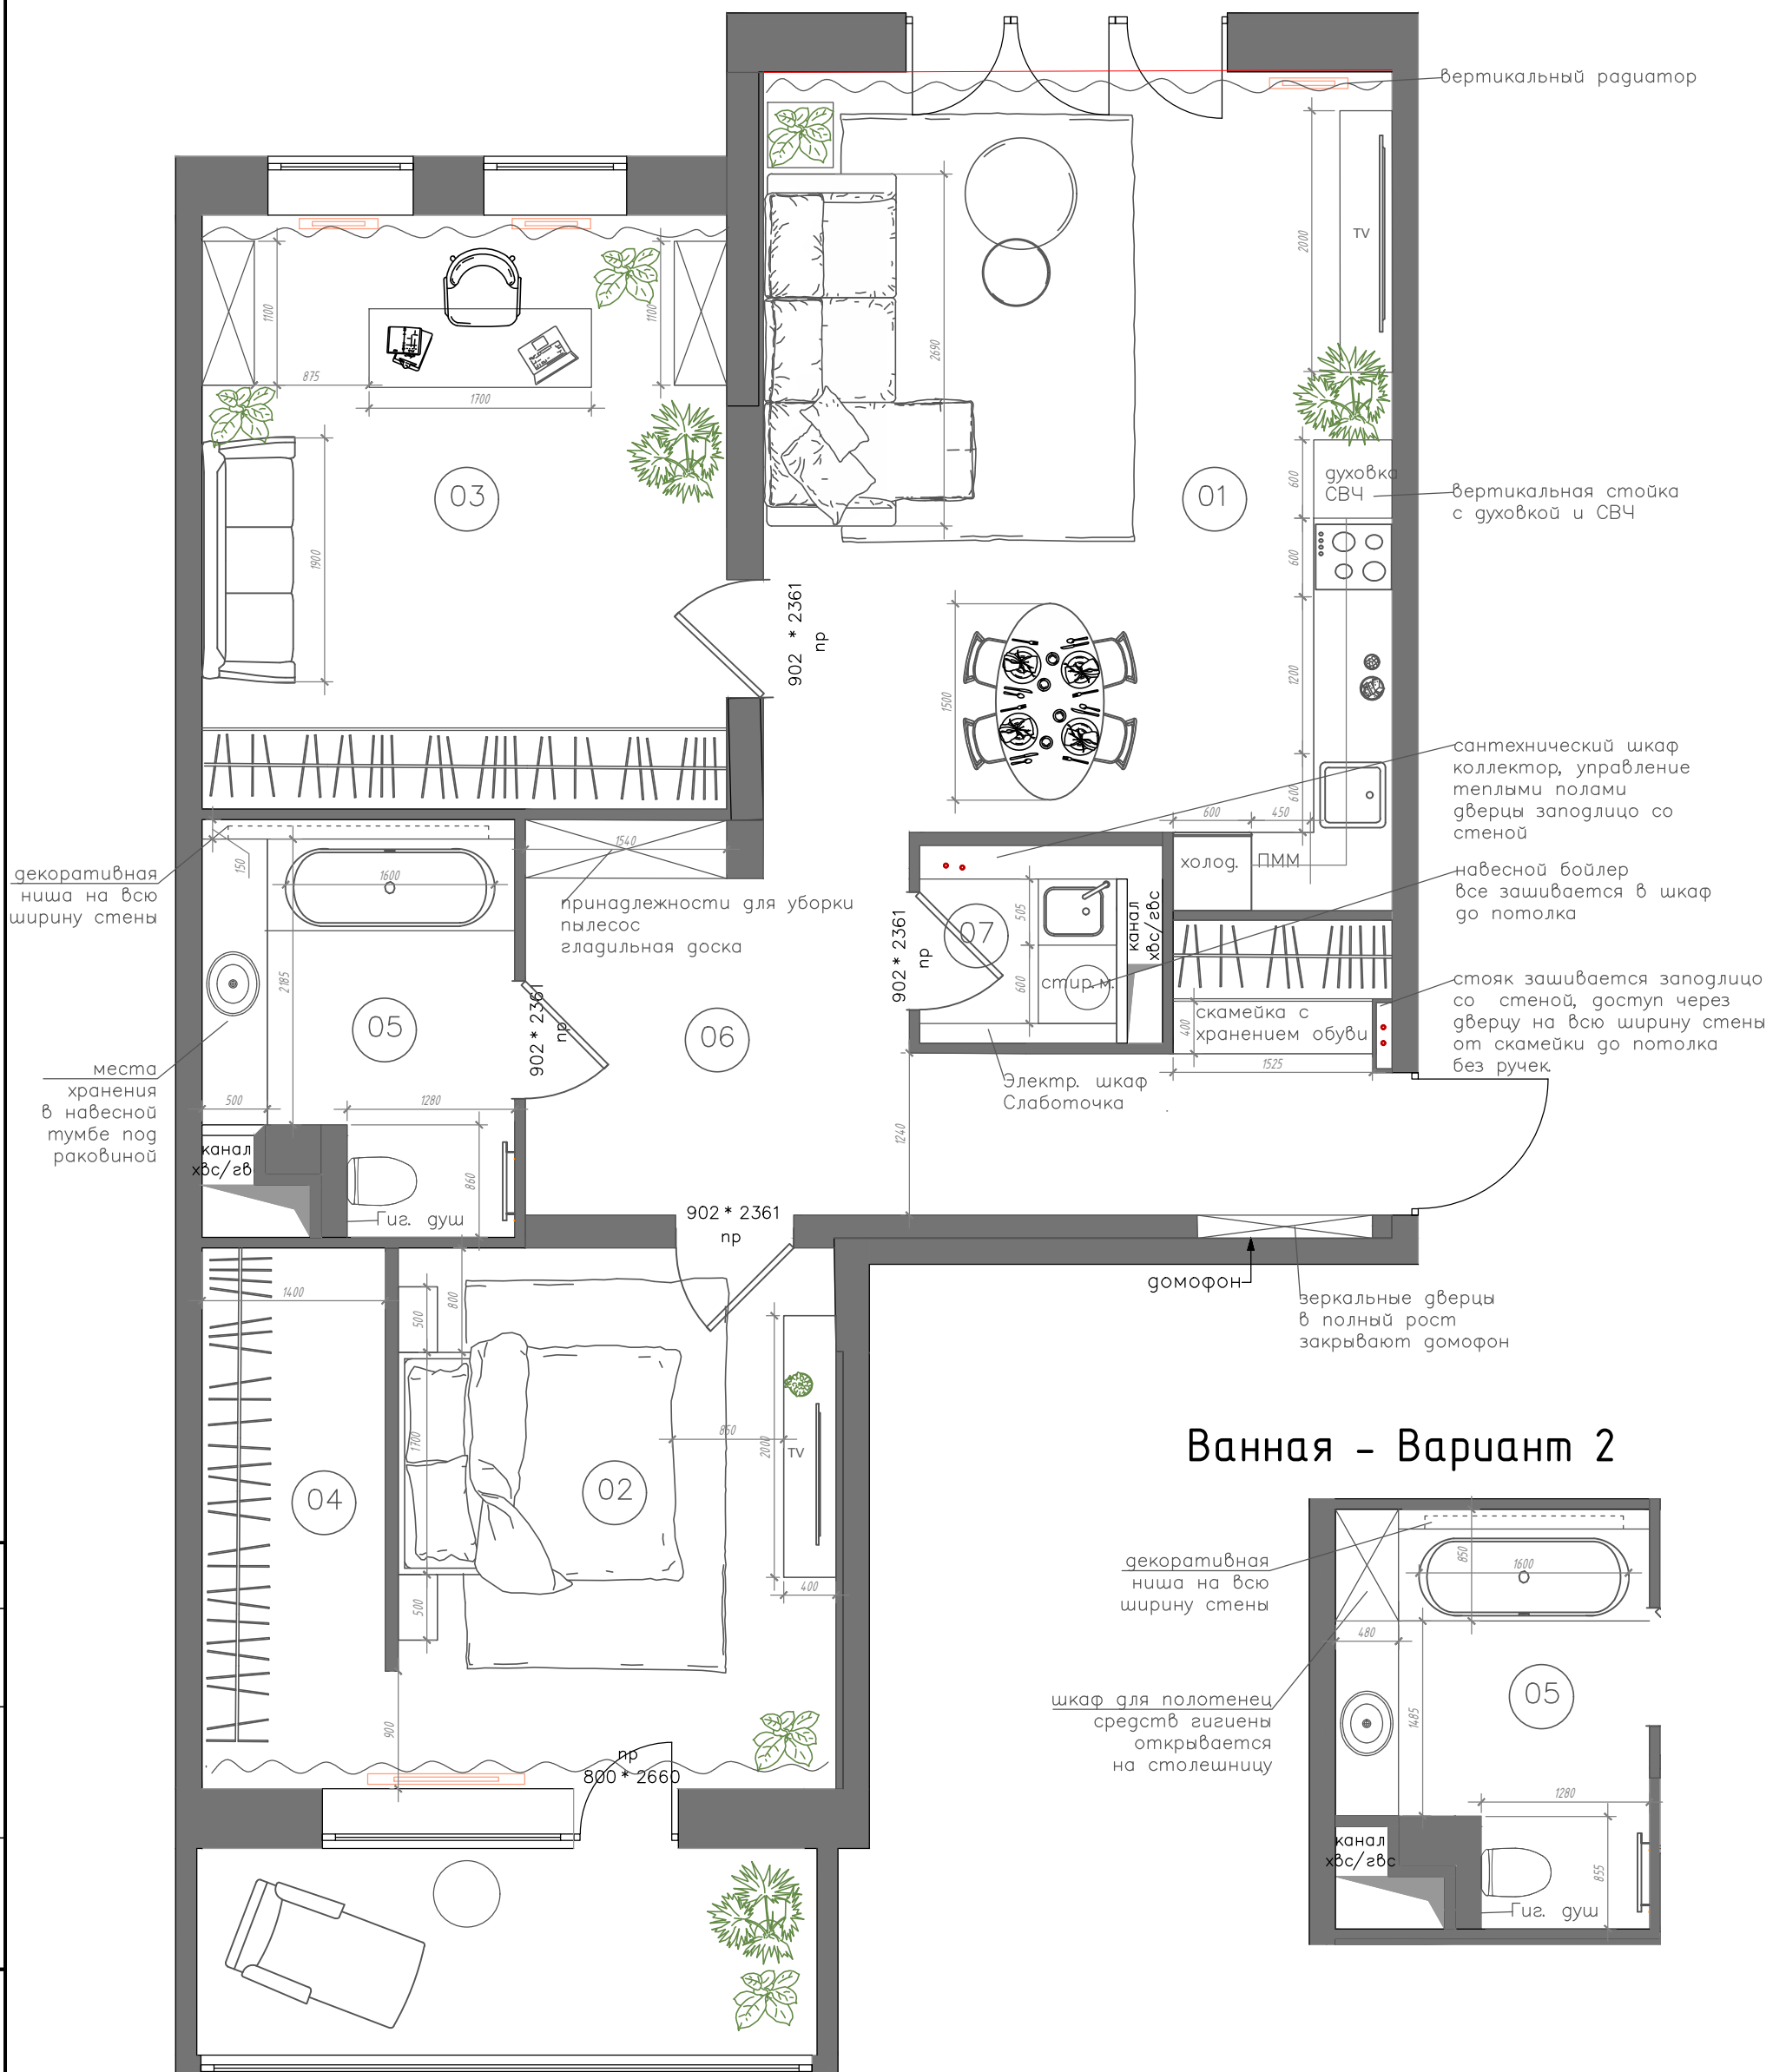 вертикальный радиатор
TV
2000
1100
1100
875
1700
2690
03
01
духовка
СВЧ
600
вертикальная стойка
с духовкой и СВЧ
600
1900
902 * 2361
пр
1200
1500
600
сантехнический шкаф
коллектор, управление
теплыми полами
дверцы заподлицо со
стеной
600
450
1540
холод.
ПММ
150
1600
декоративная
ниша на всю
ширину стены
принадлежности для уборки
пылесос
гладильная доска
навесной бойлер
все зашивается в шкаф
до потолка
07
505
канал
хвс/гвс
902 * 2361
пр
600
стир.м.
2185
05
902 * 2361
пр
06
400
скамейка с
хранением обуви
стояк зашивается заподлицо
со стеной, доступ через
дверцу на всю ширину стены
от скамейки до потолка
без ручек
1525
Электр. шкаф
Слаботочка
места
хранения
в навесной
тумбе под
раковиной
500
1280
1240
канал
хвс/гв
860
Гиг. душ
902 * 2361
пр
домофон
зеркальные дверцы
в полный рост
закрывают домофон
1400
500
800
1700
850
2000
TV
04
02
400
500
900
пр
800 * 2660
Ванная - Вариант 2
декоративная
ниша на всю
ширину стены
850
1600
480
шкаф для полотенец
средств гигиены
открывается
на столешницу
05
1485
1280
канал
хвс/гвс
855
Гиг. душ